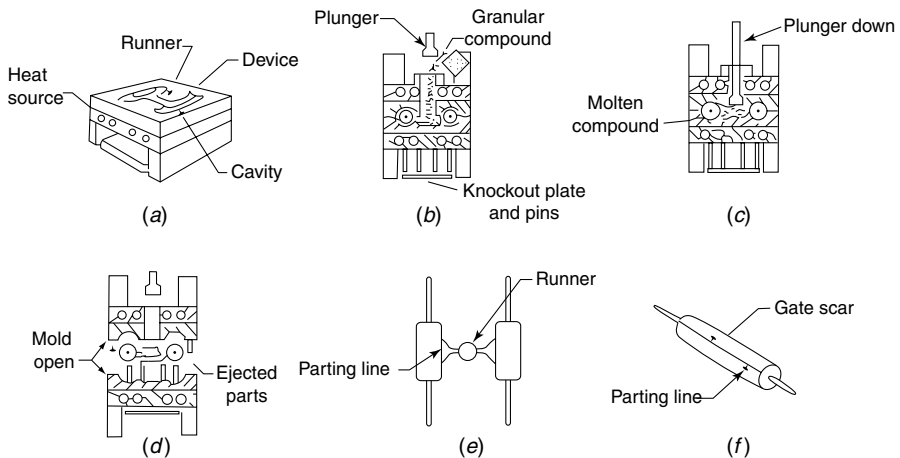 Runner
Device
Heat
source
Cavity
(a)
Plunger
Granular
compound
Knockout plate
and pins
(b)
Plunger down
Molten
compound
(c)
Mold
open
Ejected
parts
(d)
Runner
Parting line
(e)
Gate scar
Parting line
(f)